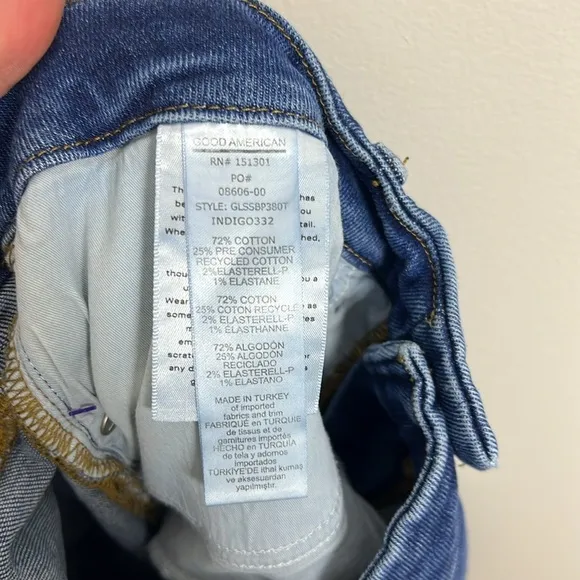 GOOD AMERICAN
RN# 151301
PO#
08606-00
STYLE: GLSSBP380T
INDIGO332
72% COTTON
25% PRE CONSUMER
RECYCLED COTTON
2% ELASTERELL-P
1% ELASTANE
72% COTON
25% COTON RECYCLE
2% ELASTERELL-P
1% ÉLASTHANNE
72% ALGODÓN
25% ALGODÓN
RECICLADO
2% ELASTERELL-P
1% ELASTANO
MADE IN TURKEY
of imported
fabrics and trim
FABRIQUÉ EN TURQUIE
de tissus et de
garnitures importés
HECHO EN TURQUÍA
de tela y adornos
importados
TÜRKİYE'DE ithal kumaş
ve aksesuardan
yapılmıştır.